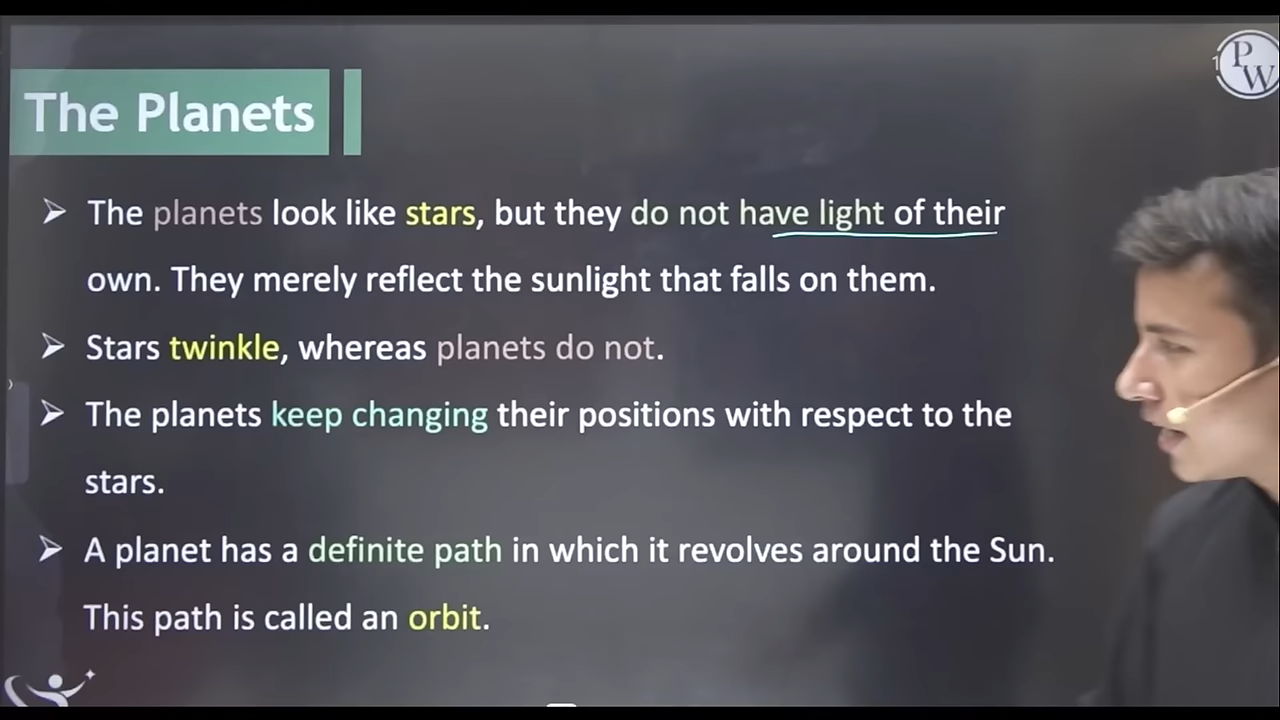 PW
The Planets
➢ The planets look like stars, but they do not have light of their
own. They merely reflect the sunlight that falls on them.
➢ Stars twinkle, whereas planets do not.
➢ The planets keep changing their positions with respect to the
stars.
➢ A planet has a definite path in which it revolves around the Sun.
This path is called an orbit.